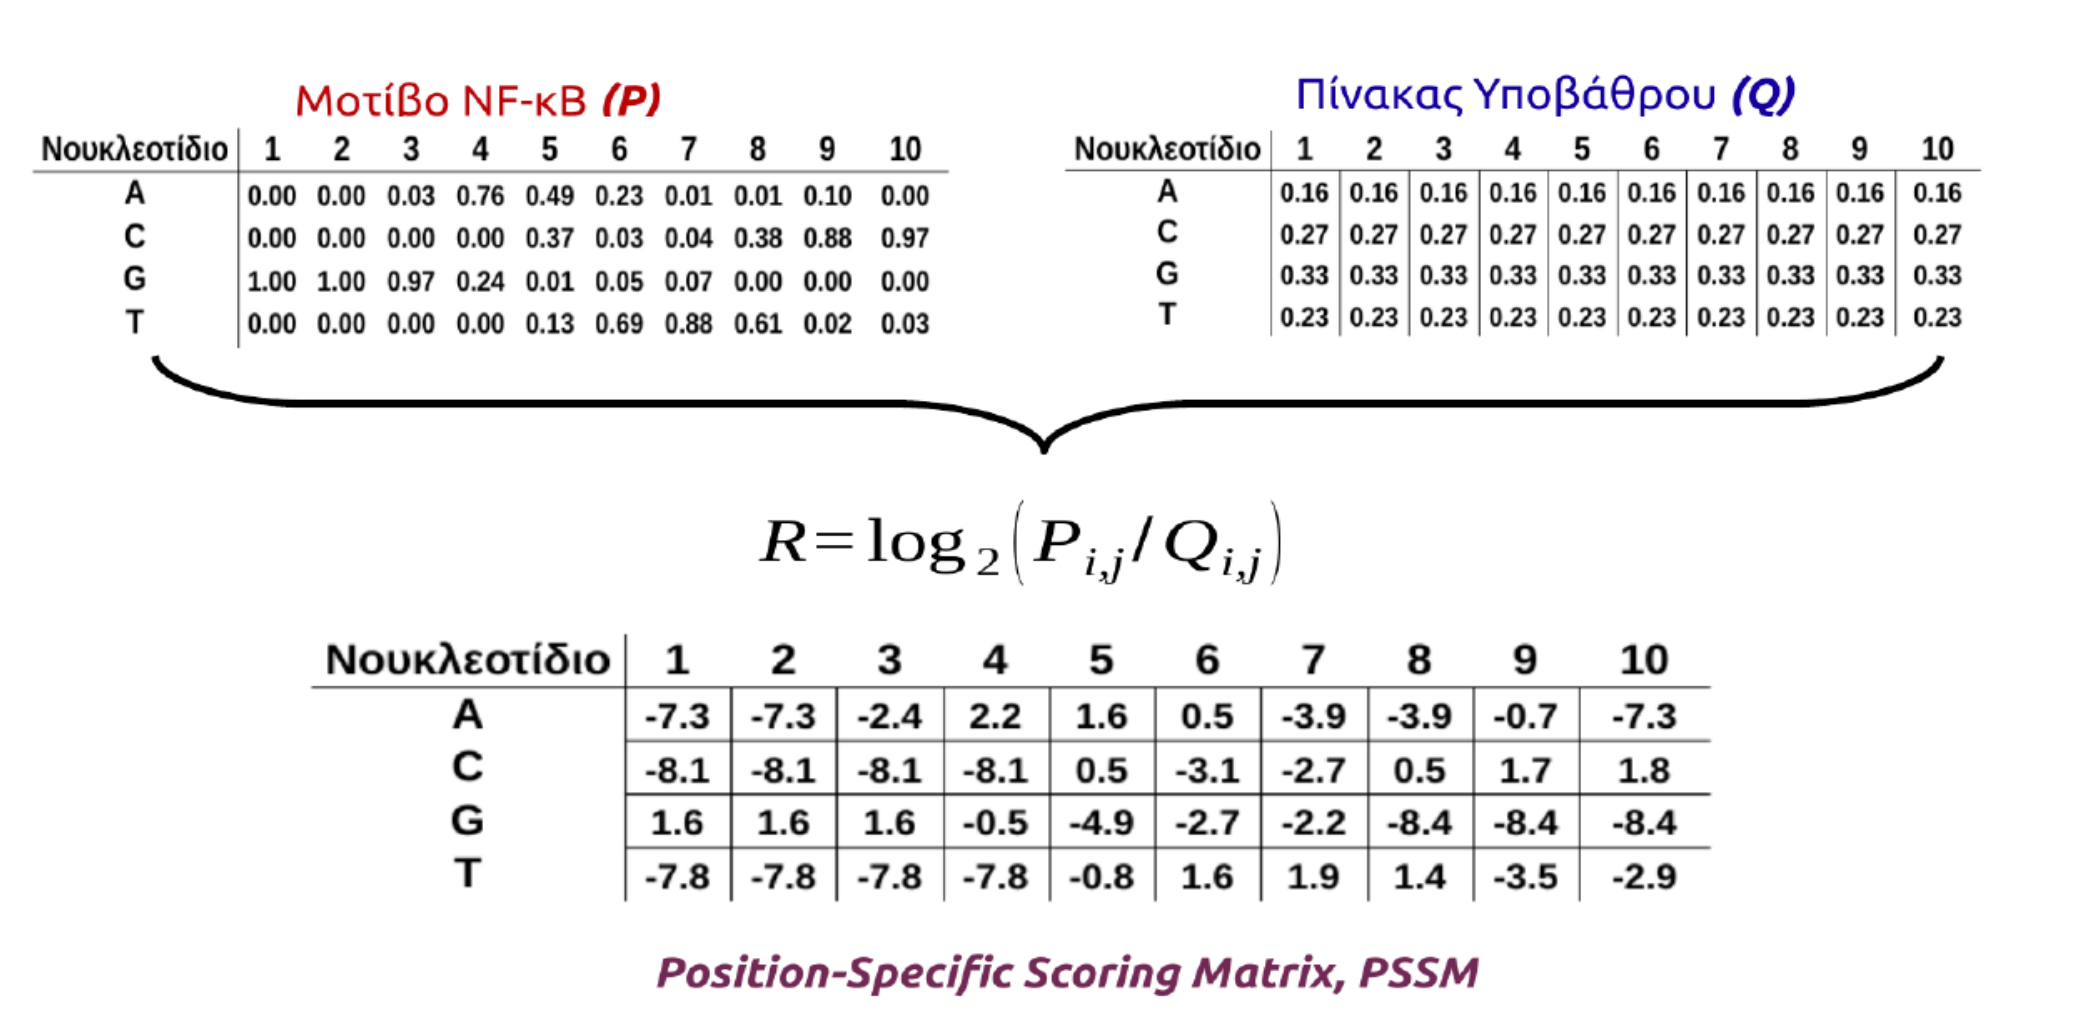 Μοτίβο NF-κB (P)
Νουκλεοτίδιο 1 2 3 4 5 6 7 8 9 10
A 0.00 0.00 0.03 0.76 0.49 0.23 0.01 0.01 0.10 0.00
C 0.00 0.00 0.00 0.00 0.37 0.03 0.04 0.38 0.88 0.97
G 1.00 1.00 0.97 0.24 0.01 0.05 0.07 0.00 0.00 0.00
T 0.00 0.00 0.00 0.00 0.13 0.69 0.88 0.61 0.02 0.03
Πίνακας Υποβάθρου (Q)
Νουκλεοτίδιο 1 2 3 4 5 6 7 8 9 10
A 0.16 0.16 0.16 0.16 0.16 0.16 0.16 0.16 0.16 0.16
C 0.27 0.27 0.27 0.27 0.27 0.27 0.27 0.27 0.27 0.27
G 0.33 0.33 0.33 0.33 0.33 0.33 0.33 0.33 0.33 0.33
T 0.23 0.23 0.23 0.23 0.23 0.23 0.23 0.23 0.23 0.23
R=log₂(Pᵢ,ⱼ/Qᵢ,ⱼ)
Νουκλεοτίδιο 1 2 3 4 5 6 7 8 9 10
A -7.3 -7.3 -2.4 2.2 1.6 0.5 -3.9 -3.9 -0.7 -7.3
C -8.1 -8.1 -8.1 -8.1 0.5 -3.1 -2.7 0.5 1.7 1.8
G 1.6 1.6 1.6 -0.5 -4.9 -2.7 -2.2 -8.4 -8.4 -8.4
T -7.8 -7.8 -7.8 -7.8 -0.8 1.6 1.9 1.4 -3.5 -2.9
Position-Specific Scoring Matrix, PSSM